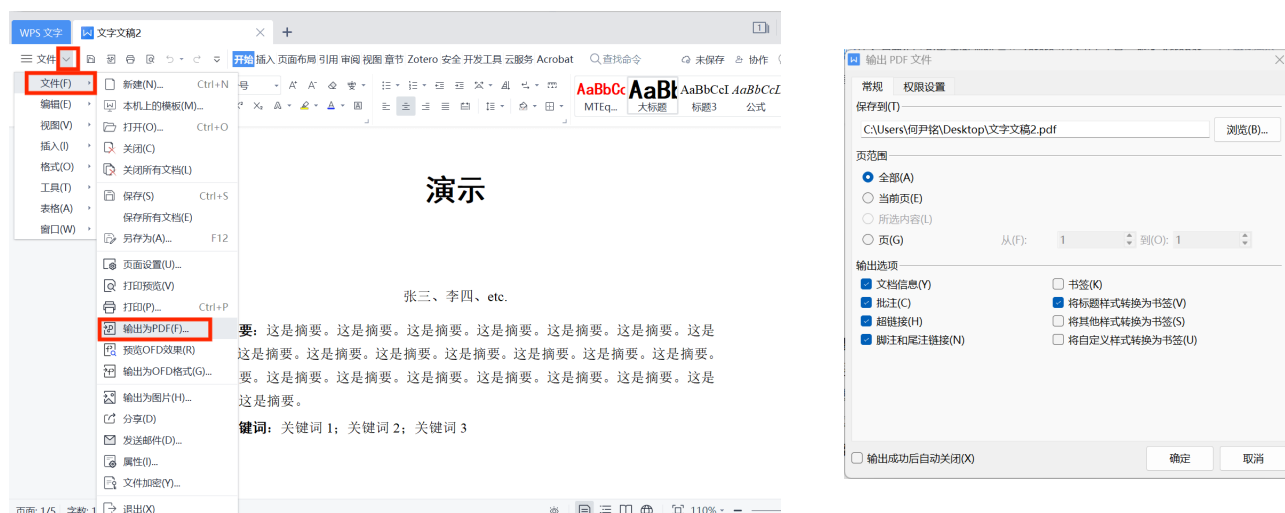 WPS 文字
文字文稿2
文件
开始 插入 页面布局 引用 审阅 视图 章节 Zotero 安全 开发工具 云服务 Acrobat
查找命令
未保存
协作
文件(F)
编辑(E)
视图(V)
插入(I)
格式(O)
工具(T)
表格(A)
窗口(W)
新建(N)... Ctrl+N
本机上的模板(M)...
打开(O)... Ctrl+O
关闭(C)
关闭所有文档(L)
保存(S) Ctrl+S
保存所有文档(E)
另存为(A)... F12
页面设置(U)...
打印预览(V)
打印(P)... Ctrl+P
输出为PDF(F)...
预览OFD效果(R)
输出为OFD格式(G)...
输出为图片(H)...
分享(D)
发送邮件(D)...
属性(I)...
文件加密(Y)...
退出(X)
号
AaBbCc AaBb AaBbCcI AaBbCcL
MTEq... 大标题 标题3 公式
演示
张三、李四、etc.
要：这是摘要。这是摘要。这是摘要。这是摘要。这是摘要。这是摘要。这是
这是摘要。这是摘要。这是摘要。这是摘要。这是摘要。这是摘要。这是摘要。
要。这是摘要。这是摘要。这是摘要。这是摘要。这是摘要。这是摘要。这是
这是摘要。
键词：关键词 1；关键词 2；关键词 3
页面: 1/5 字数: 1
110%
输出 PDF 文件
常规 权限设置
保存到(T)
C:\Users\何尹铭\Desktop\文字文稿2.pdf
浏览(B)...
页范围
全部(A)
当前页(E)
所选内容(L)
页(G) 从(F): 1 到(O): 1
输出选项
文档信息(Y) 书签(K)
批注(C) 将标题样式转换为书签(V)
超链接(H) 将其他样式转换为书签(S)
脚注和尾注链接(N) 将自定义样式转换为书签(U)
输出成功后自动关闭(X)
确定 取消